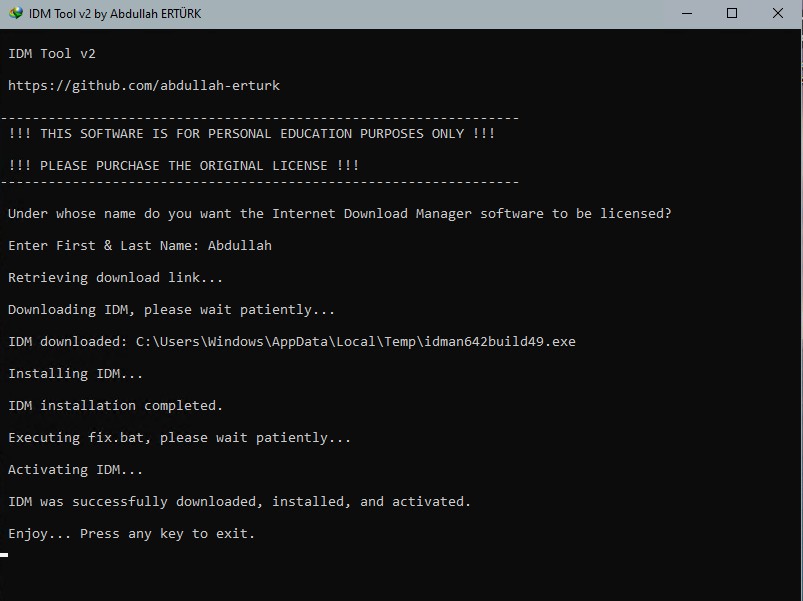 IDM Tool v2 by Abdullah ERTÜRK
IDM Tool v2
https://github.com/abdullah-erturk
-----------------------------------------------------------------
!!! THIS SOFTWARE IS FOR PERSONAL EDUCATION PURPOSES ONLY !!!
!!! PLEASE PURCHASE THE ORIGINAL LICENSE !!!
-----------------------------------------------------------------
Under whose name do you want the Internet Download Manager software to be licensed?
Enter First & Last Name: Abdullah
Retrieving download link...
Downloading IDM, please wait patiently...
IDM downloaded: C:\Users\Windows\AppData\Local\Temp\idman642build49.exe
Installing IDM...
IDM installation completed.
Executing fix.bat, please wait patiently...
Activating IDM...
IDM was successfully downloaded, installed, and activated.
Enjoy... Press any key to exit.